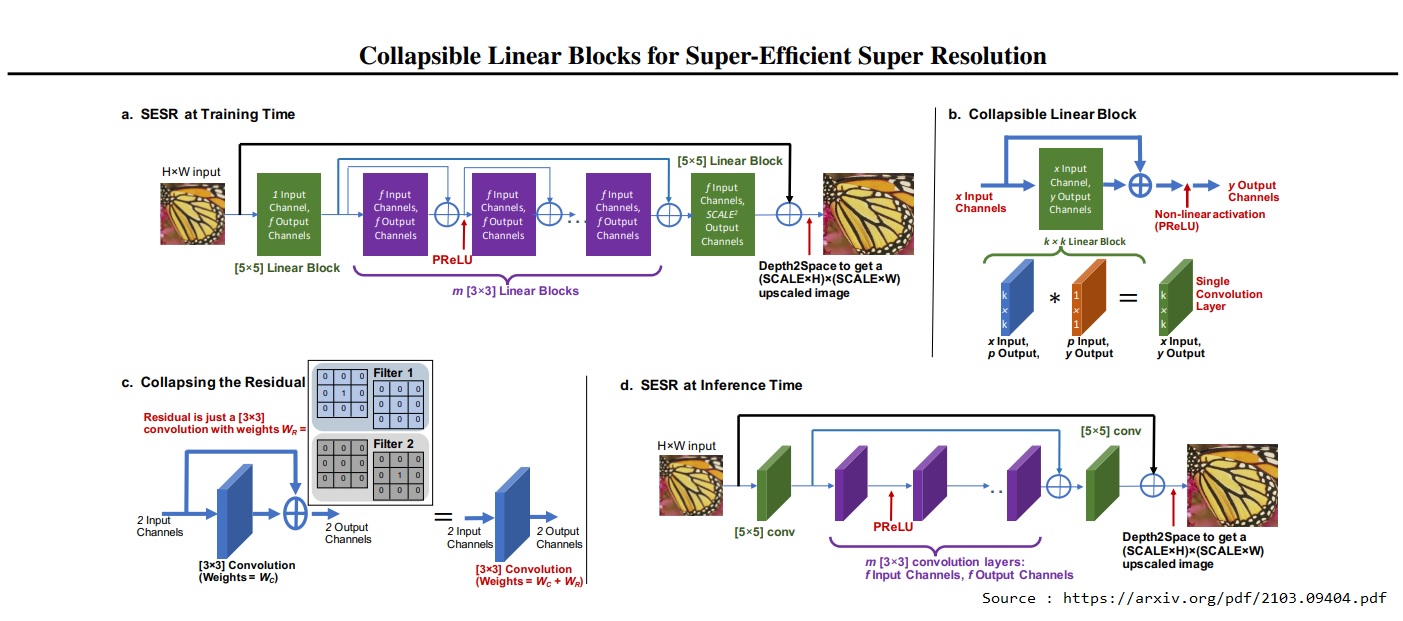 Collapsible Linear Blocks for Super-Efficient Super Resolution
a. SESR at Training Time
H×W input
1 Input
Channel,
f Output
Channels
[5×5] Linear Block
f Input
Channels,
f Output
Channels
PReLU
f Input
Channels,
f Output
Channels
...
f Input
Channels,
f Output
Channels
m [3×3] Linear Blocks
[5×5] Linear Block
f Input
Channels,
SCALE²
Output
Channels
Depth2Space to get a
(SCALE×H)×(SCALE×W)
upscaled image
b. Collapsible Linear Block
x Input
Channels
x Input
Channel,
y Output
Channels
y Output
Channels
Non-linear activation
(PReLU)
k × k Linear Block
k
x
k
*
1
x
1
=
k
x
k
Single
Convolution
Layer
x Input,
p Output,
p Input,
y Output
x Input,
y Output
c. Collapsing the Residual
Residual is just a [3×3]
convolution with weights WR =
Filter 1
0 0 0
0 1 0
0 0 0
0 0 0
0 0 0
0 0 0
Filter 2
0 0 0
0 0 0
0 0 0
0 0 0
0 1 0
0 0 0
2 Input
Channels
2 Output
Channels
[3×3] Convolution
(Weights = WC)
=
2 Input
Channels
2 Output
Channels
[3×3] Convolution
(Weights = WC + WR)
d. SESR at Inference Time
H×W input
[5×5] conv
PReLU
..
m [3×3] convolution layers:
f Input Channels, f Output Channels
[5×5] conv
Depth2Space to get a
(SCALE×H)×(SCALE×W)
upscaled image
Source : https://arxiv.org/pdf/2103.09404.pdf